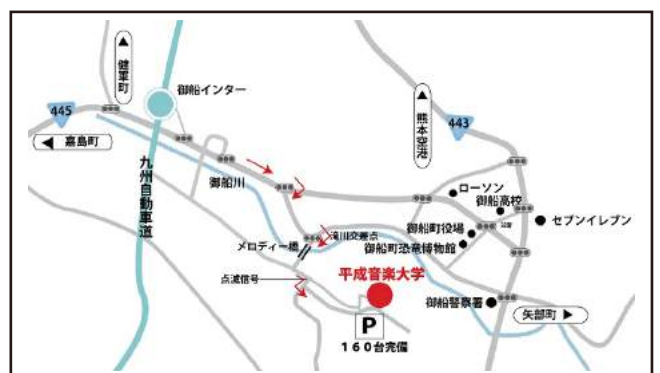 健軍町
445
嘉島町
御船インター
九州自動車道
御船川
熊本空港
443
ローソン
御船高校
セブンイレブン
御船町役場
御船町恐竜博物館
滝川交差点
メロディー橋
点滅信号
平成音楽大学
P
160台完備
御船警察署
矢部町